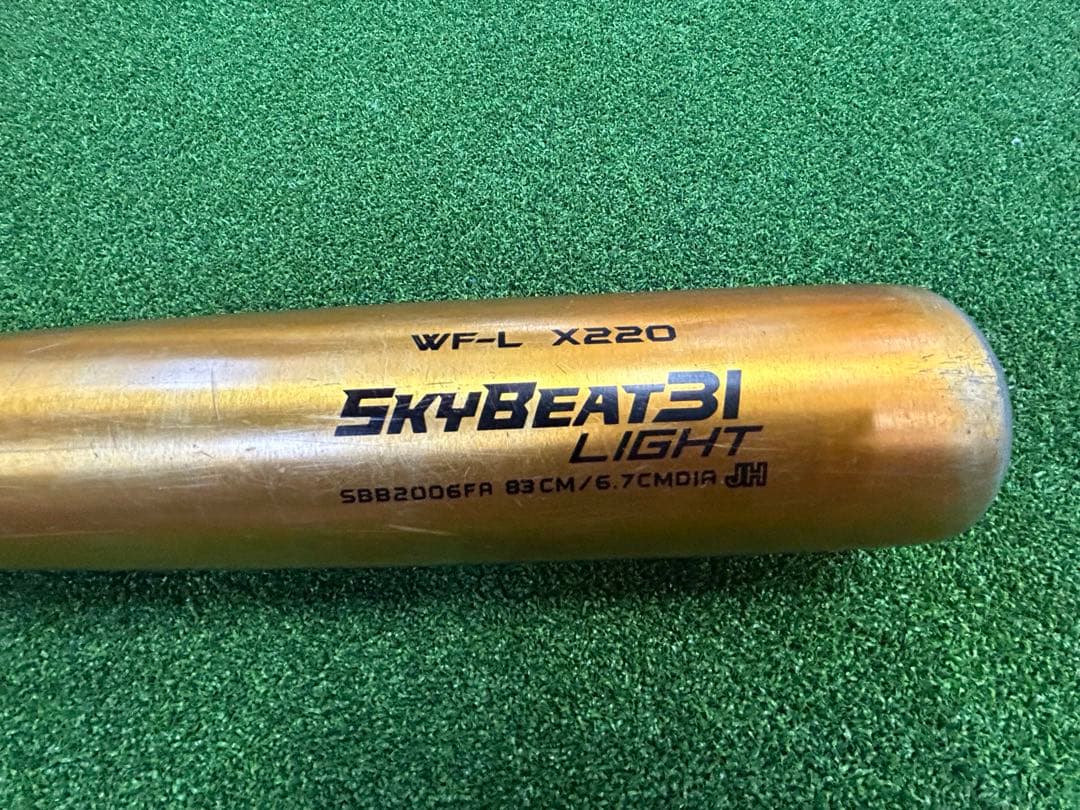 WF-L X220
SKYBEAT31
LIGHT
SBB2006FA 83CM/6.7CMDIA JH